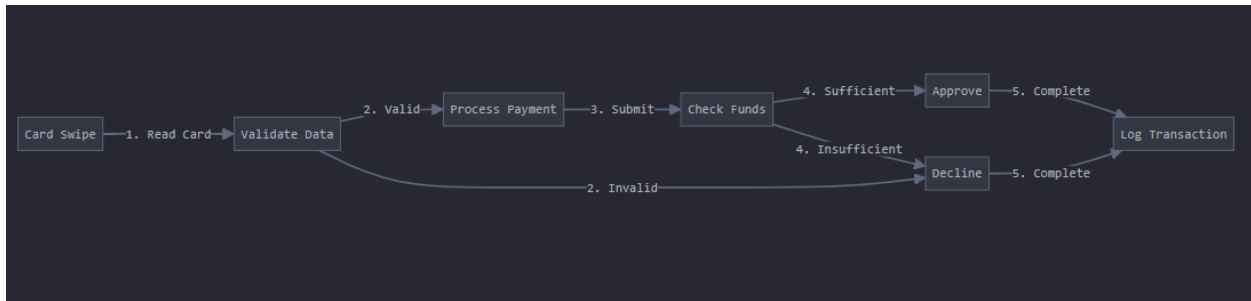 Card Swipe
1. Read Card
Validate Data
2. Valid
Process Payment
3. Submit
Check Funds
4. Sufficient
Approve
5. Complete
4. Insufficient
Decline
5. Complete
2. Invalid
Log Transaction